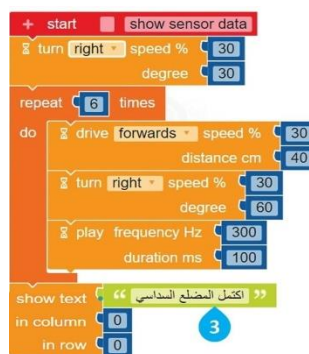 + start show sensor data
turn right speed % 30
degree 30
repeat 6 times
do drive forwards speed % 30
distance cm 40
turn right speed % 30
degree 60
play frequency Hz 300
duration ms 100
show text “ اكتمل المضلع السداسي ”
in column 0
3
in row 0